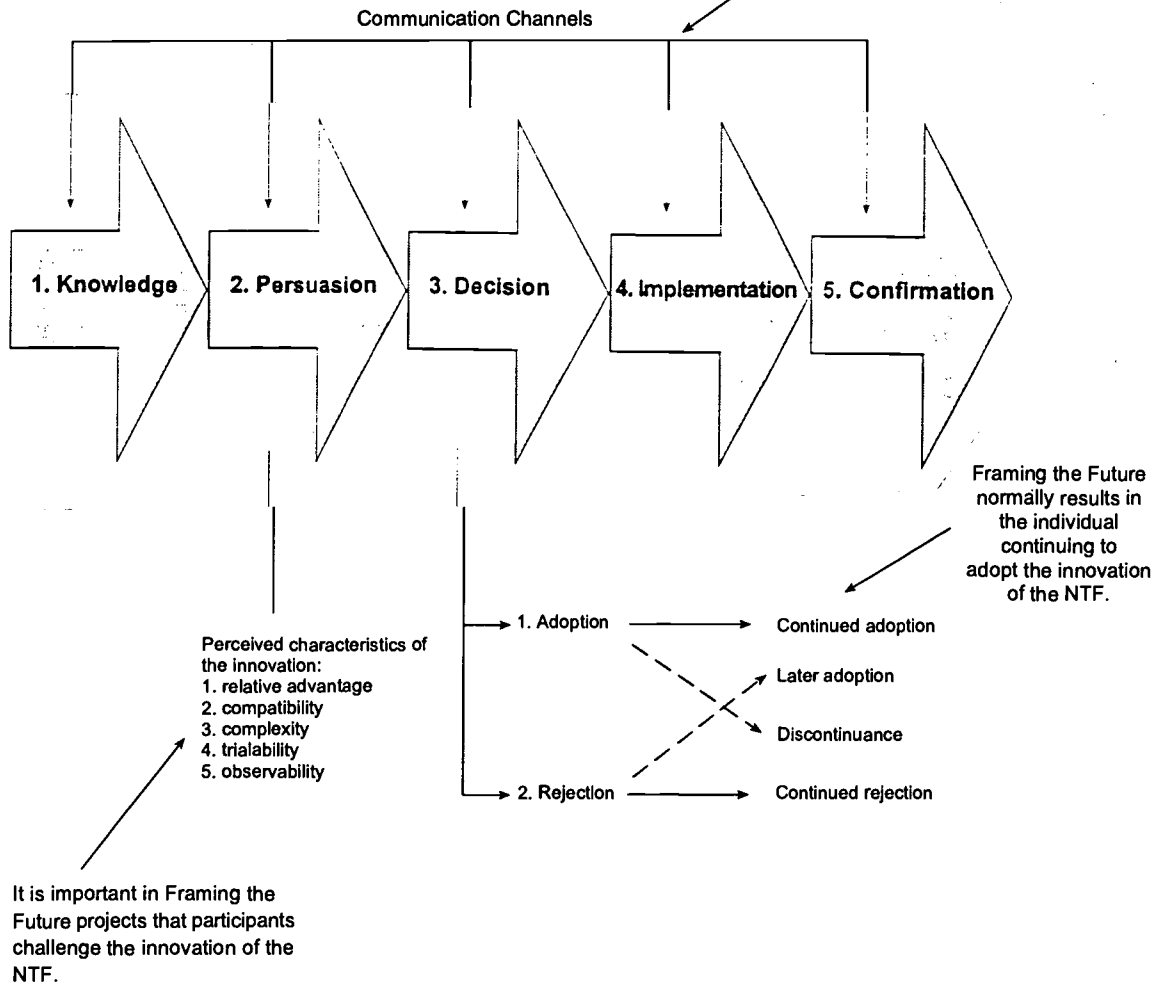 Communication Channels
1. Knowledge
2. Persuasion
3. Decision
4. Implementation
5. Confirmation
Framing the Future
normally results in
the individual
continuing to
adopt the innovation
of the NTF.
Perceived characteristics of
the innovation:
1. relative advantage
2. compatibility
3. complexity
4. trialability
5. observability
1. Adoption
Continued adoption
Later adoption
Discontinuance
2. Rejection
Continued rejection
It is important in Framing the
Future projects that participants
challenge the innovation of the
NTF.